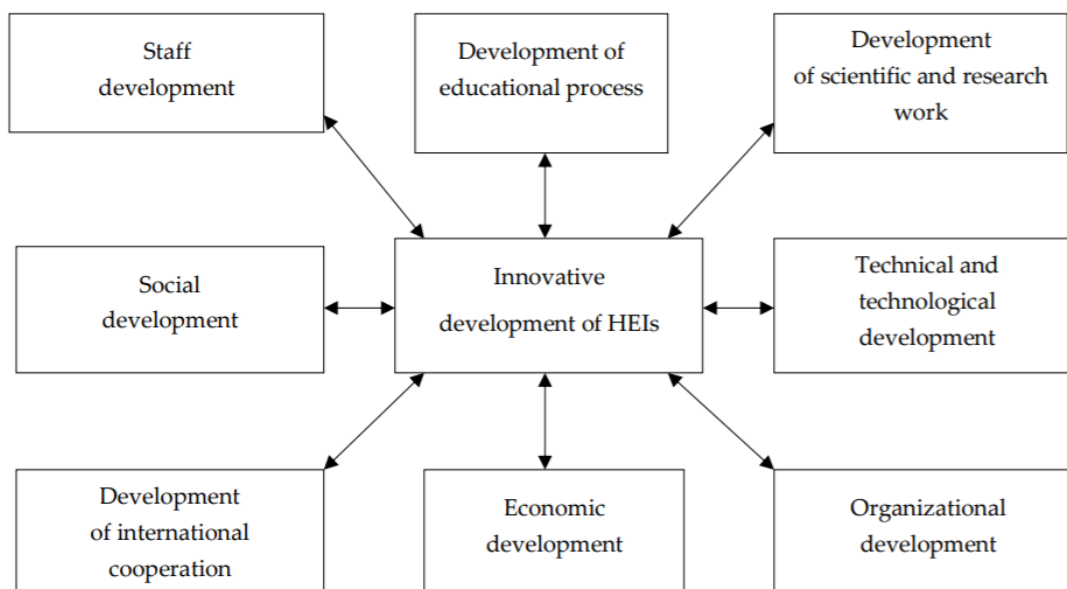 Staff
development
Development of
educational process
Development
of scientific and research
work
Social
development
Innovative
development of HEIs
Technical and
technological
development
Development
of international
cooperation
Economic
development
Organizational
development